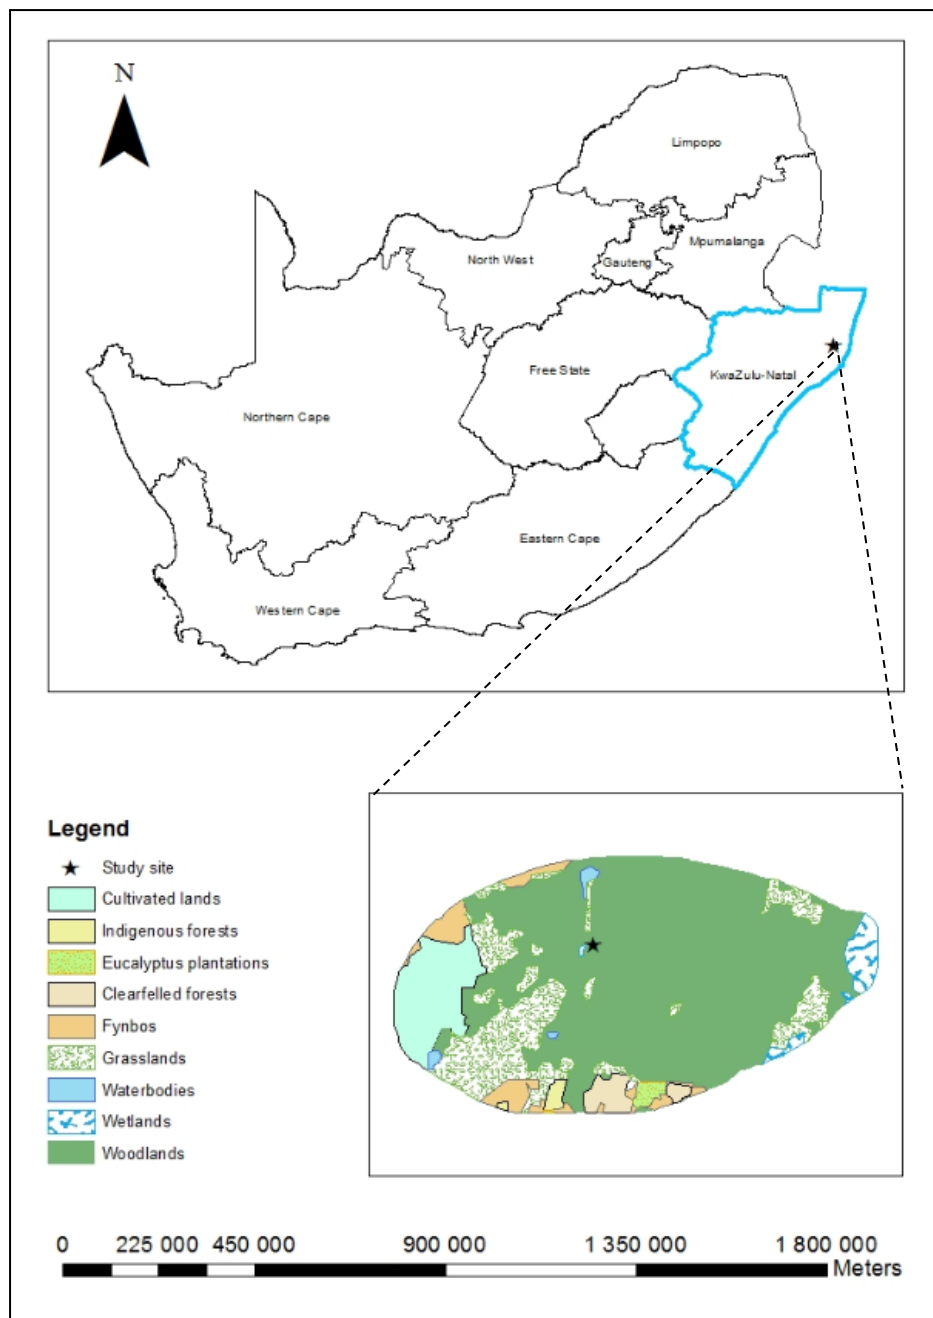 N
Limpopo
Mpumalanga
North West
Gauteng
Free State
KwaZulu-Natal
Northern Cape
Eastern Cape
Western Cape
Legend
Study site
Cultivated lands
Indigenous forests
Eucalyptus plantations
Clearfelled forests
Fynbos
Grasslands
Waterbodies
Wetlands
Woodlands
0 225 000 450 000 900 000 1 350 000 1 800 000
Meters